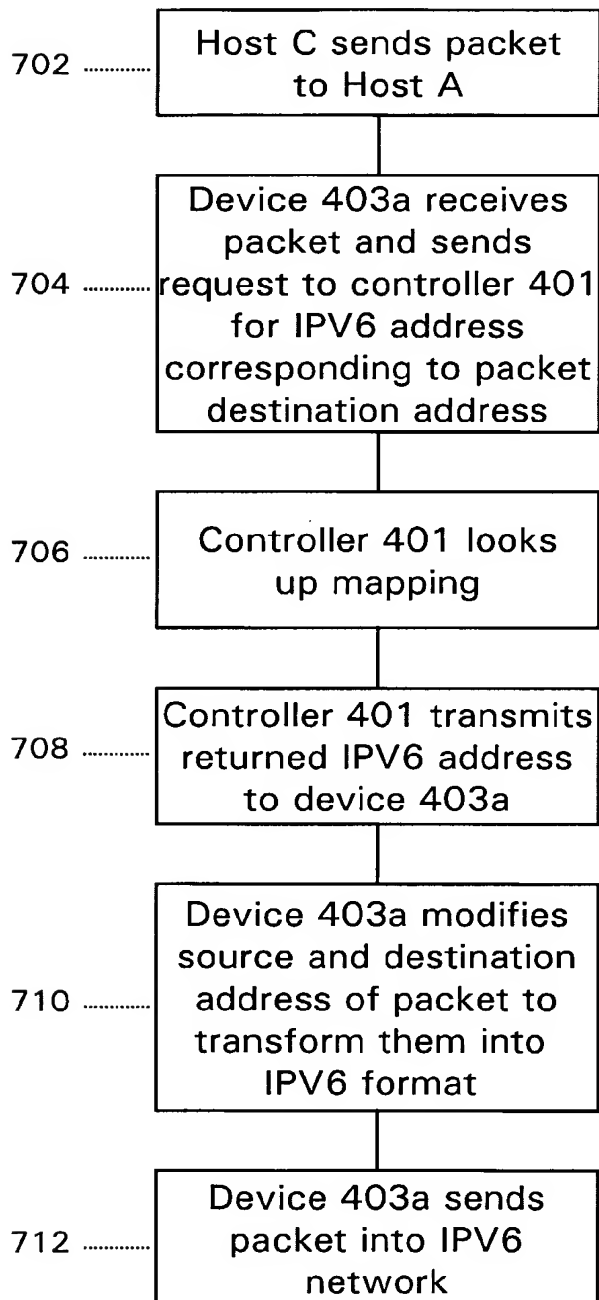 702
Host C sends packet
to Host A
704
Device 403a receives
packet and sends
request to controller 401
for IPV6 address
corresponding to packet
destination address
706
Controller 401 looks
up mapping
708
Controller 401 transmits
returned IPV6 address
to device 403a
710
Device 403a modifies
source and destination
address of packet to
transform them into
IPV6 format
712
Device 403a sends
packet into IPV6
network